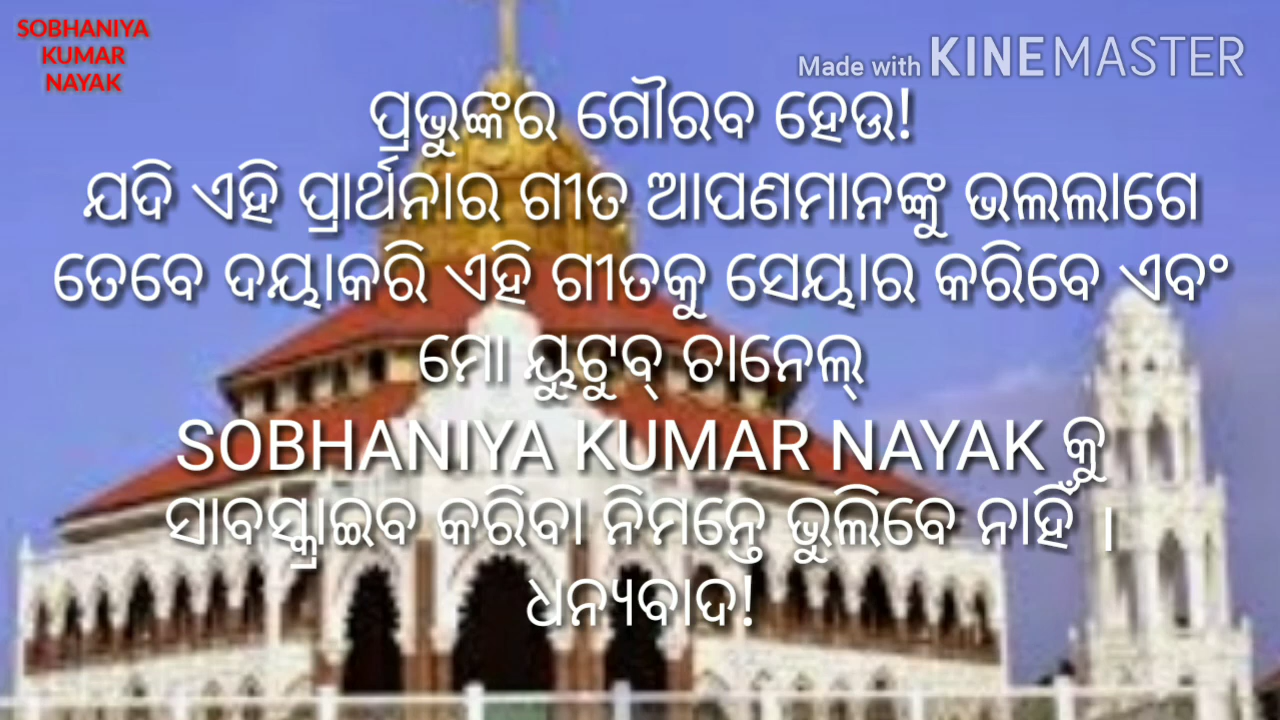 SOBHANIYA
KUMAR
NAYAK
Made with KINEMASTER
ପ୍ରଭୁଙ୍କର ଗୌରବ ହେଉ!
ଯଦି ଏହି ପ୍ରାର୍ଥନାର ଗୀତ ଆପଣମାନଙ୍କୁ ଭଲଲାଗେ
ତେବେ ଦୟାକରି ଏହି ଗୀତକୁ ସେୟାର କରିବେ ଏବଂ
ମୋ ୟୁଟୁବ୍ ଚାନେଲ୍
SOBHANIYA KUMAR NAYAK କୁ
ସାବସ୍କ୍ରାଇବ କରିବା ନିମନ୍ତେ ଭୁଲିବେ ନାହିଁ ।
ଧନ୍ୟବାଦ!